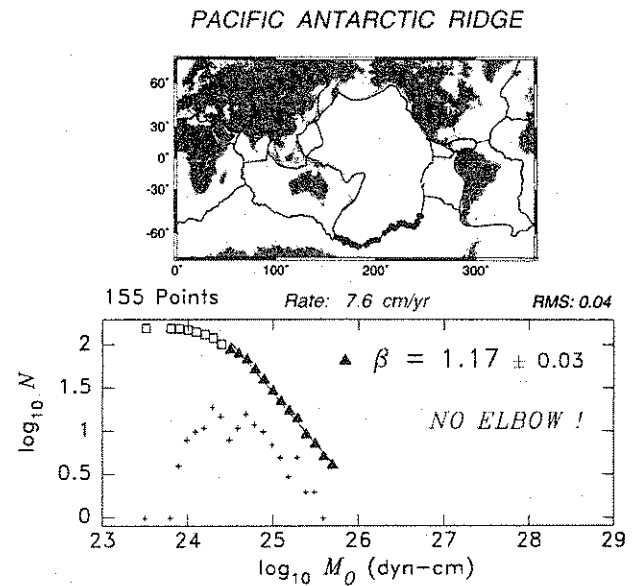 PACIFIC ANTARCTIC RIDGE
60°
30°
0°
-30°
-60°
0° 100° 200° 300°
155 Points Rate: 7.6 cm/yr RMS: 0.04
2
1.5
1
0.5
0
log₁₀ N
▲ β = 1.17 ± 0.03
NO ELBOW !
23 24 25 26 27 28 29
log₁₀ M₀ (dyn-cm)